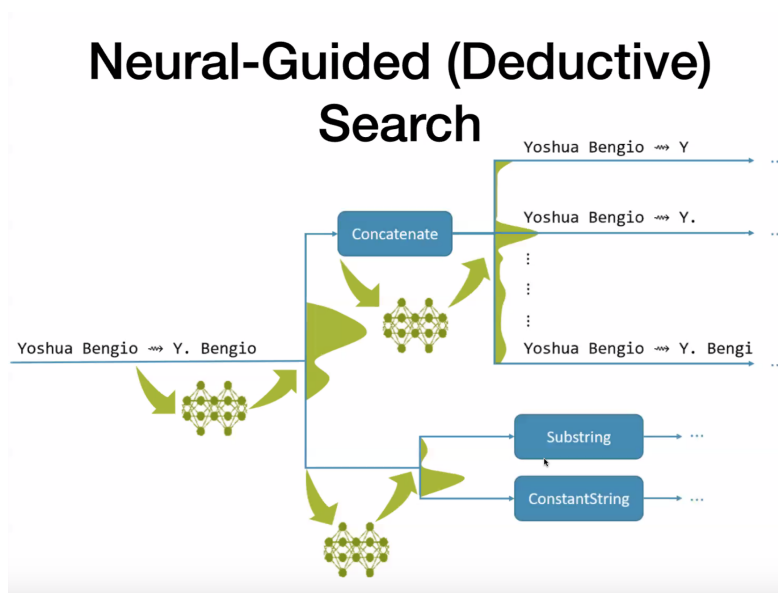 Neural-Guided (Deductive)
Search
Yoshua Bengio ⇝ Y
...
Yoshua Bengio ⇝ Y.
Concatenate
...
⋮
⋮
⋮
Yoshua Bengio ⇝ Y. Bengio
Yoshua Bengio ⇝ Y. Bengi
...
Substring
...
ConstantString
...